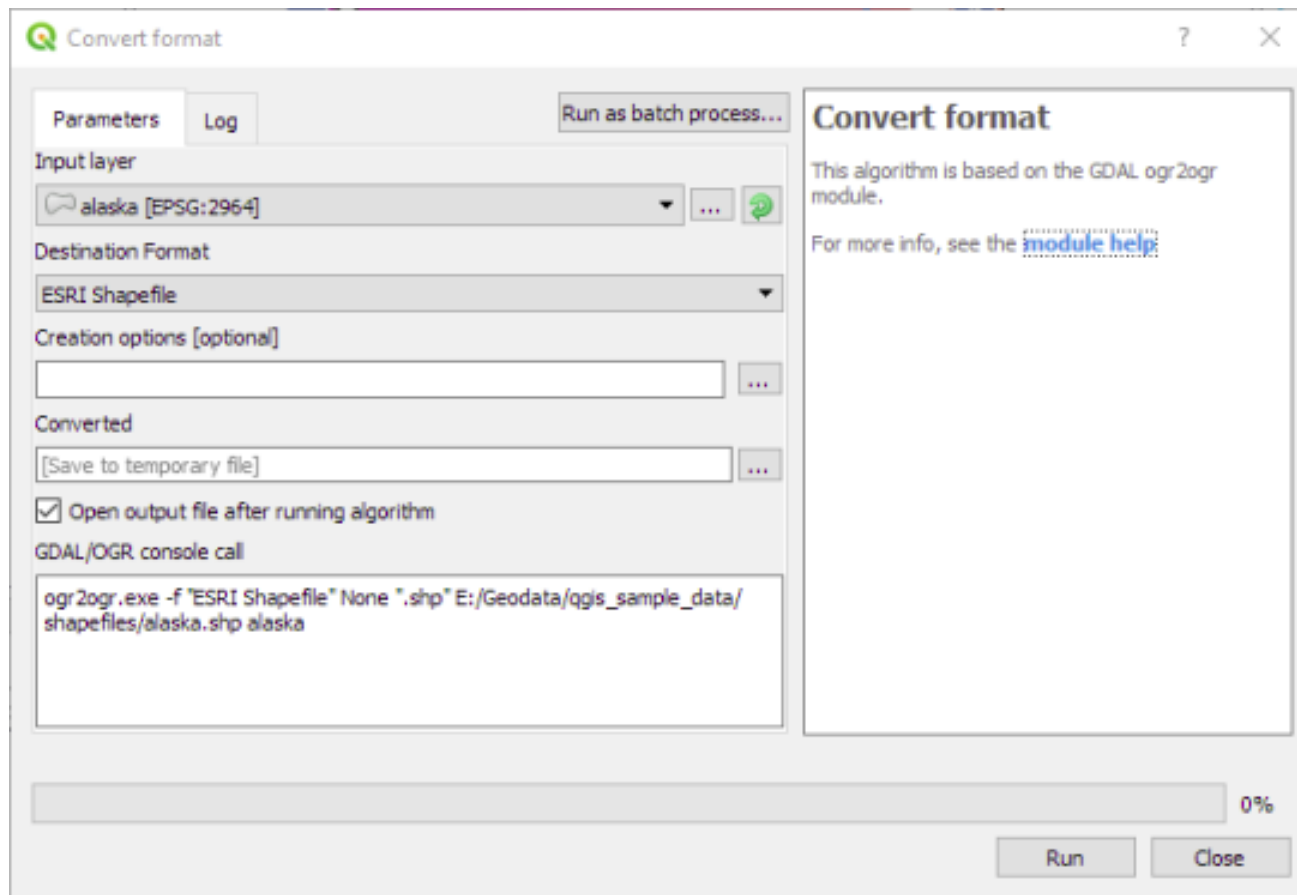 Convert format
?
Parameters
Log
Run as batch process...
Input layer
alaska [EPSG:2964]
...
Destination Format
ESRI Shapefile
Creation options [optional]
...
Converted
[Save to temporary file]
...
Open output file after running algorithm
GDAL/OGR console call
ogr2ogr.exe -f "ESRI Shapefile" None ".shp" E:/Geodata/qgis_sample_data/
shapefiles/alaska.shp alaska
Convert format
This algorithm is based on the GDAL ogr2ogr
module.
For more info, see the module help
0%
Run
Close